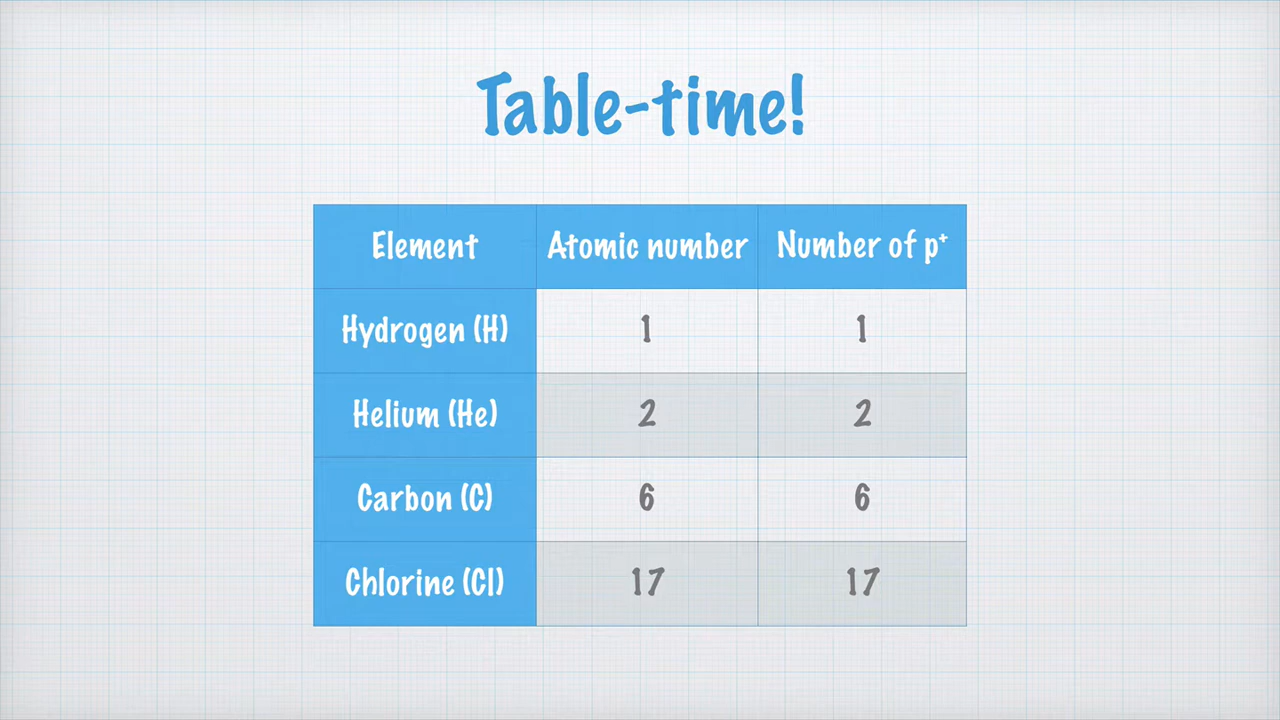 Table-time!
Element Atomic number Number of p⁺
Hydrogen (H) 1 1
Helium (He) 2 2
Carbon (C) 6 6
Chlorine (Cl) 17 17